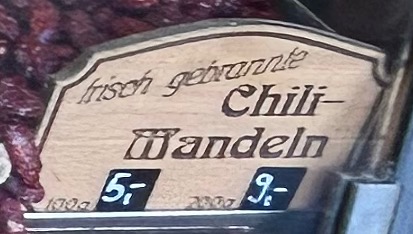 frisch gebrannte
Chili-
Mandeln
100g 5,- 200g 9,-